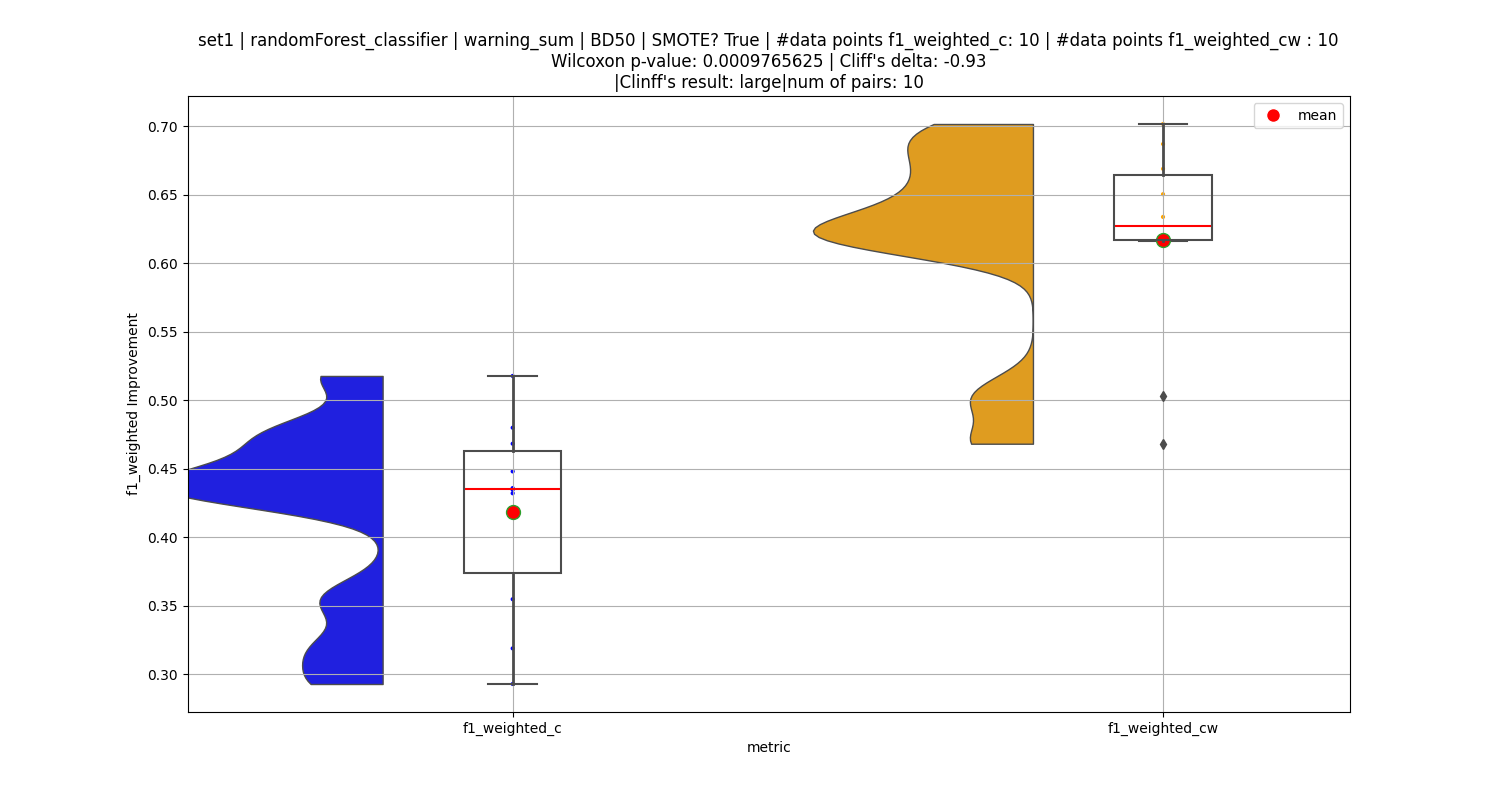 set1 | randomForest_classifier | warning_sum | BD50 | SMOTE? True | #data points f1_weighted_c: 10 | #data points f1_weighted_cw : 10
Wilcoxon p-value: 0.0009765625 | Cliff's delta: -0.93
|Clinff's result: large|num of pairs: 10
mean
0.70
0.65
0.60
0.55
0.50
0.45
0.40
0.35
0.30
f1_weighted Improvement
f1_weighted_c
f1_weighted_cw
metric